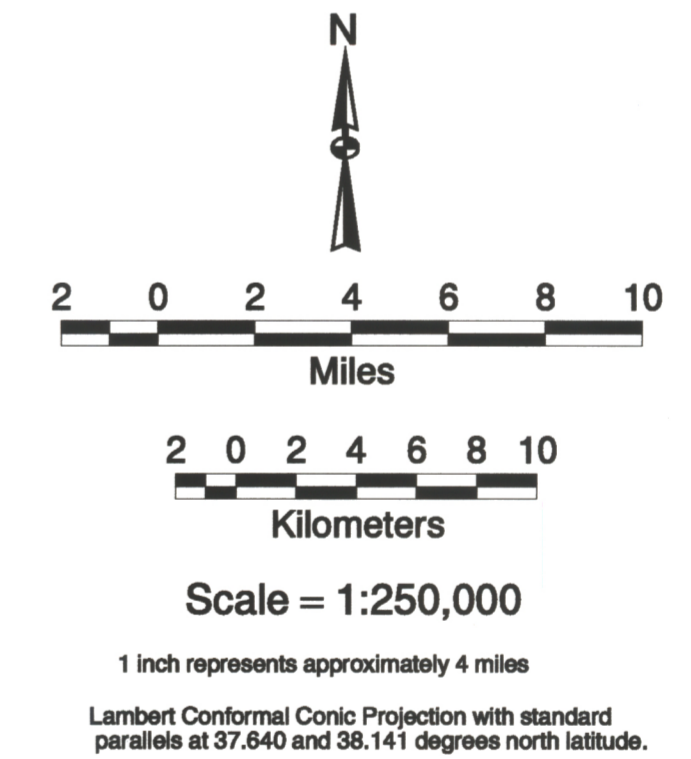 N
2 0 2 4 6 8 10
Miles
2 0 2 4 6 8 10
Kilometers
Scale = 1:250,000
1 inch represents approximately 4 miles
Lambert Conformal Conic Projection with standard
parallels at 37.640 and 38.141 degrees north latitude.